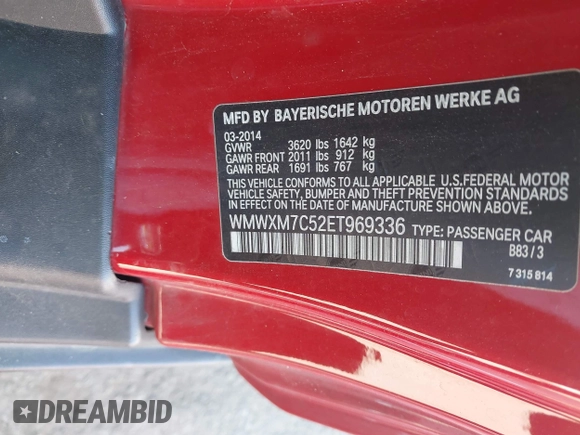 MFD BY BAYERISCHE MOTOREN WERKE AG
03-2014
GVWR 3620 lbs 1642 kg
GAWR FRONT 2011 lbs 912 kg
GAWR REAR 1691 lbs 767 kg
THIS VEHICLE CONFORMS TO ALL APPLICABLE U.S.FEDERAL MOTOR
VEHICLE SAFETY, BUMPER AND THEFT PREVENTION STANDARDS
IN EFFECT ON THE DATE OF MANUFACTURE SHOWN ABOVE.
WMWXM7C52ET969336 TYPE: PASSENGER CAR
B83 / 3
7 315 814
DREAMBID